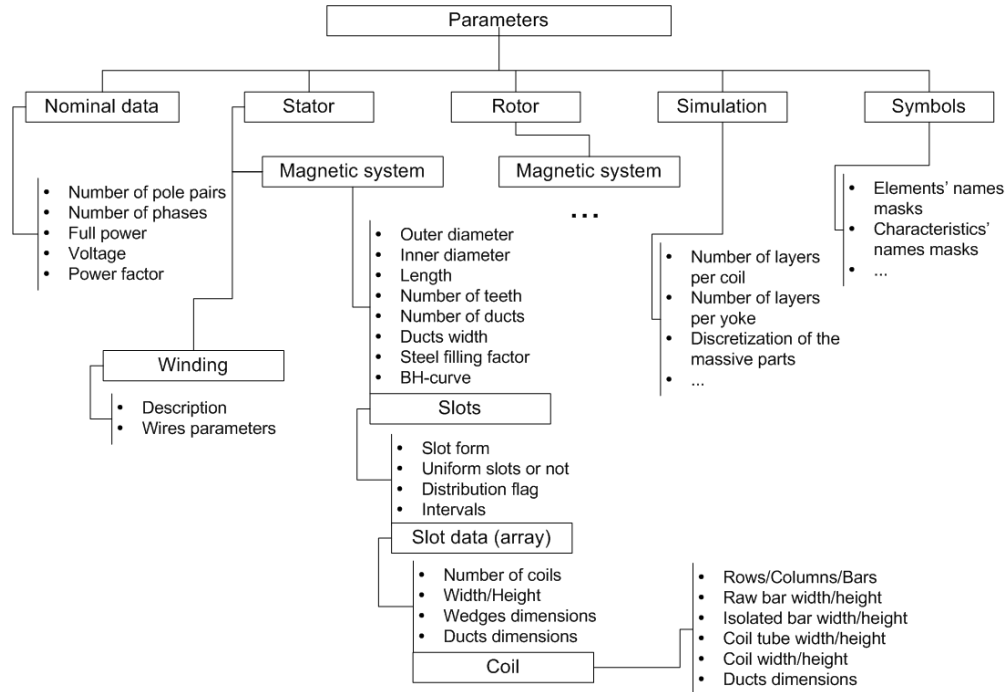 Parameters
Nominal data
Stator
Rotor
Simulation
Symbols
Magnetic system
Magnetic system
...
• Number of pole pairs
• Number of phases
• Full power
• Voltage
• Power factor
• Elements’ names
masks
• Characteristics’
names masks
• ...
• Outer diameter
• Inner diameter
• Length
• Number of teeth
• Number of ducts
• Ducts width
• Steel filling factor
• BH-curve
• Number of layers
per coil
• Number of layers
per yoke
• Discretization of the
massive parts
• ...
Winding
• Description
• Wires parameters
Slots
• Slot form
• Uniform slots or not
• Distribution flag
• Intervals
Slot data (array)
• Number of coils
• Width/Height
• Wedges dimensions
• Ducts dimensions
Coil
• Rows/Columns/Bars
• Raw bar width/height
• Isolated bar width/height
• Coil tube width/height
• Coil width/height
• Ducts dimensions